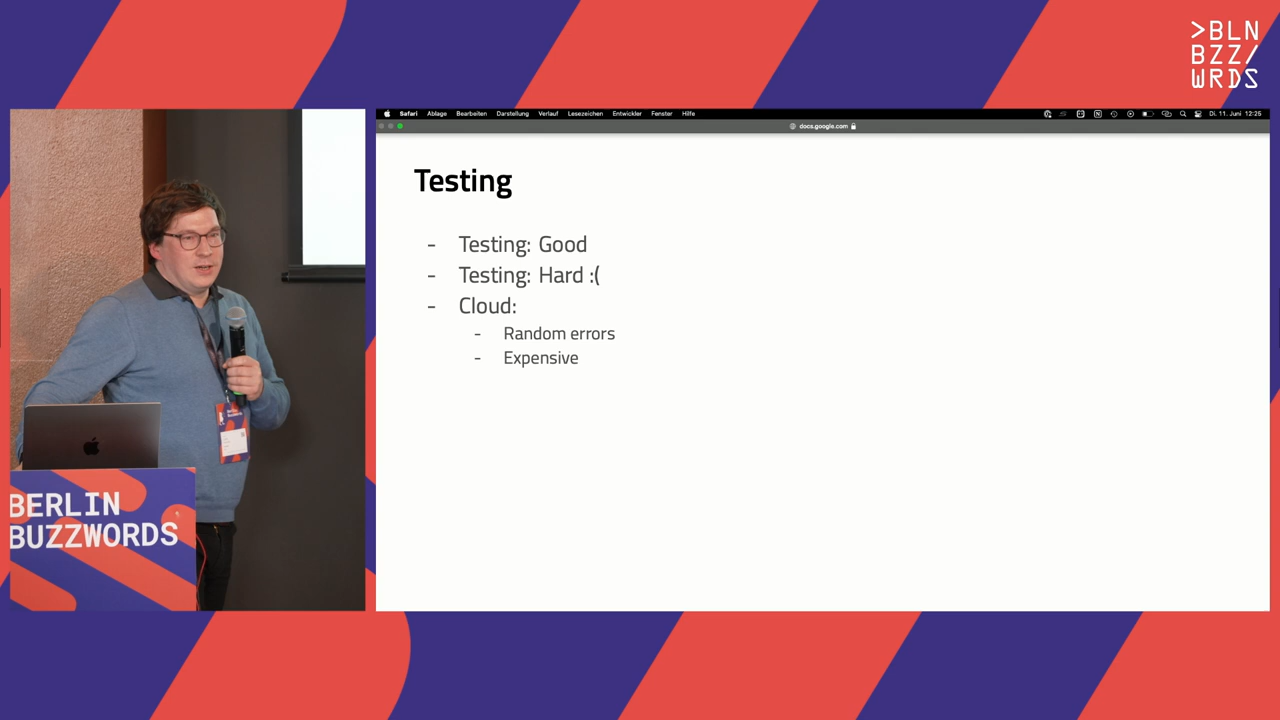 >BLN
BZZ/
WRDS
Safari Ablage Bearbeiten Darstellung Verlauf Lesezeichen Entwickler Fenster Hilfe
Di. 11. Juni 12:25
docs.google.com
Testing
- Testing: Good
- Testing: Hard :(
- Cloud:
- Random errors
- Expensive
BERLIN
BUZZWORDS